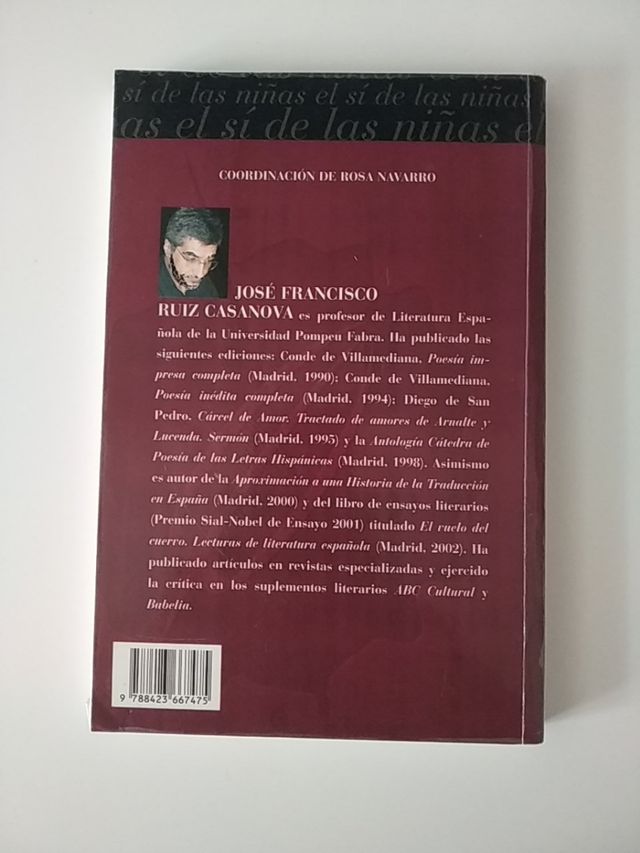 sí de las niñas el sí de las niñas
as el sí de las niñas el
COORDINACIÓN DE ROSA NAVARRO
JOSÉ FRANCISCO
RUIZ CASANOVA es profesor de Literatura Espa-
ñola de la Universidad Pompeu Fabra. Ha publicado las
siguientes ediciones: Conde de Villamediana, Poesía im-
presa completa (Madrid, 1990); Conde de Villamediana,
Poesía inédita completa (Madrid, 1994); Diego de San
Pedro. Cárcel de Amor. Tractado de amores de Arnalte y
Lucenda. Sermón (Madrid, 1995) y la Antología Cátedra de
Poesía de las Letras Hispánicas (Madrid, 1998). Asimismo
es autor de la Aproximación a una Historia de la Traducción
en España (Madrid, 2000) y del libro de ensayos literarios
(Premio Sial-Nobel de Ensayo 2001) titulado El vuelo del
cuervo. Lecturas de literatura española (Madrid, 2002). Ha
publicado artículos en revistas especializadas y ejercido
la crítica en los suplementos literarios ABC Cultural y
Babelia.
9 788423 667475